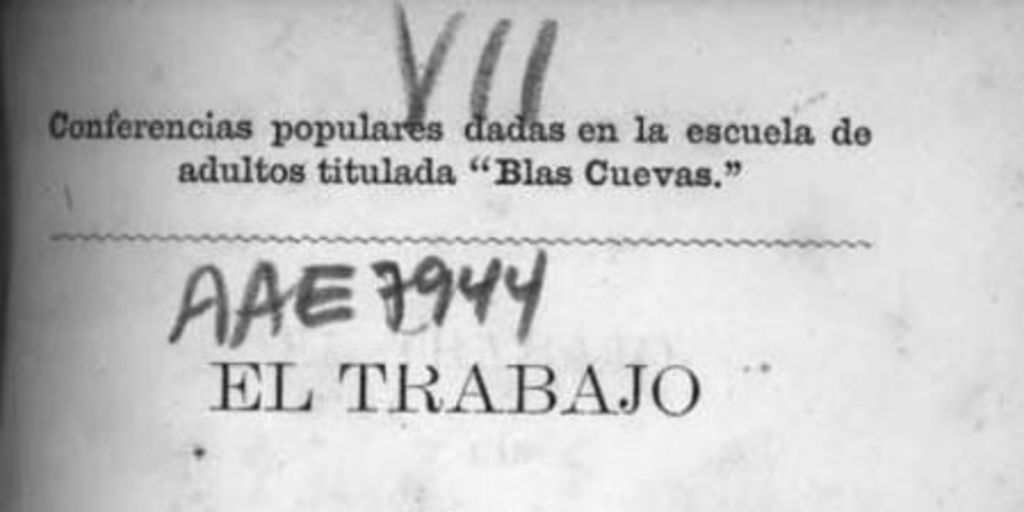 VII
Conferencias populares dadas en la escuela de
adultos titulada “Blas Cuevas.”
AAE7944
EL TRABAJO